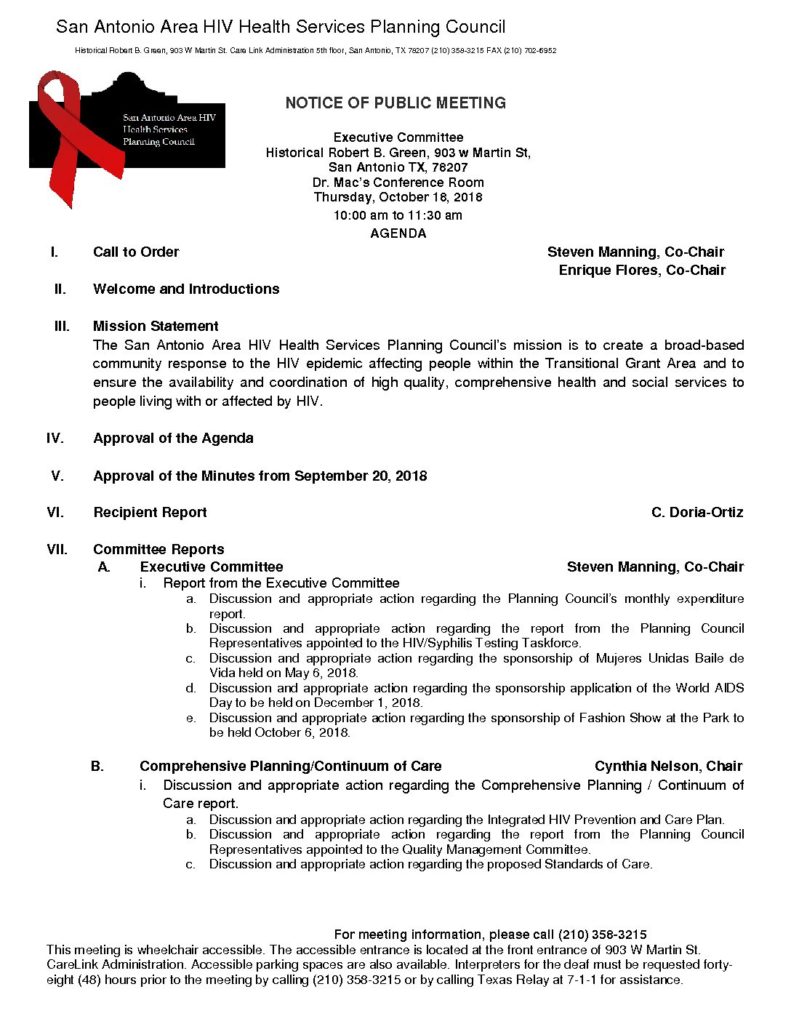 San Antonio Area HIV Health Services Planning Council
Historical Robert B. Green, 903 W Martin St. Care Link Administration 5th floor, San Antonio, TX 78207 (210) 358-3215 FAX (210) 702-6952
San Antonio Area HIV
Health Services
Planning Council
NOTICE OF PUBLIC MEETING
Executive Committee
Historical Robert B. Green, 903 w Martin St,
San Antonio TX, 78207
Dr. Mac's Conference Room
Thursday, October 18, 2018
10:00 am to 11:30 am
AGENDA
I. Call to Order Steven Manning, Co-Chair
Enrique Flores, Co-Chair
II. Welcome and Introductions
III. Mission Statement
The San Antonio Area HIV Health Services Planning Council's mission is to create a broad-based
community response to the HIV epidemic affecting people within the Transitional Grant Area and to
ensure the availability and coordination of high quality, comprehensive health and social services to
people living with or affected by HIV.
IV. Approval of the Agenda
V. Approval of the Minutes from September 20, 2018
VI. Recipient Report C. Doria-Ortiz
VII. Committee Reports
A. Executive Committee Steven Manning, Co-Chair
i. Report from the Executive Committee
a. Discussion and appropriate action regarding the Planning Council's monthly expenditure
report.
b. Discussion and appropriate action regarding the report from the Planning Council
Representatives appointed to the HIV/Syphilis Testing Taskforce.
c. Discussion and appropriate action regarding the sponsorship of Mujeres Unidas Baile de
Vida held on May 6, 2018.
d. Discussion and appropriate action regarding the sponsorship application of the World AIDS
Day to be held on December 1, 2018.
e. Discussion and appropriate action regarding the sponsorship of Fashion Show at the Park to
be held October 6, 2018.
B. Comprehensive Planning/Continuum of Care Cynthia Nelson, Chair
i. Discussion and appropriate action regarding the Comprehensive Planning / Continuum of
Care report.
a. Discussion and appropriate action regarding the Integrated HIV Prevention and Care Plan.
b. Discussion and appropriate action regarding the report from the Planning Council
Representatives appointed to the Quality Management Committee.
c. Discussion and appropriate action regarding the proposed Standards of Care.
For meeting information, please call (210) 358-3215
This meeting is wheelchair accessible. The accessible entrance is located at the front entrance of 903 W Martin St.
CareLink Administration. Accessible parking spaces are also available. Interpreters for the deaf must be requested forty-
eight (48) hours prior to the meeting by calling (210) 358-3215 or by calling Texas Relay at 7-1-1 for assistance.